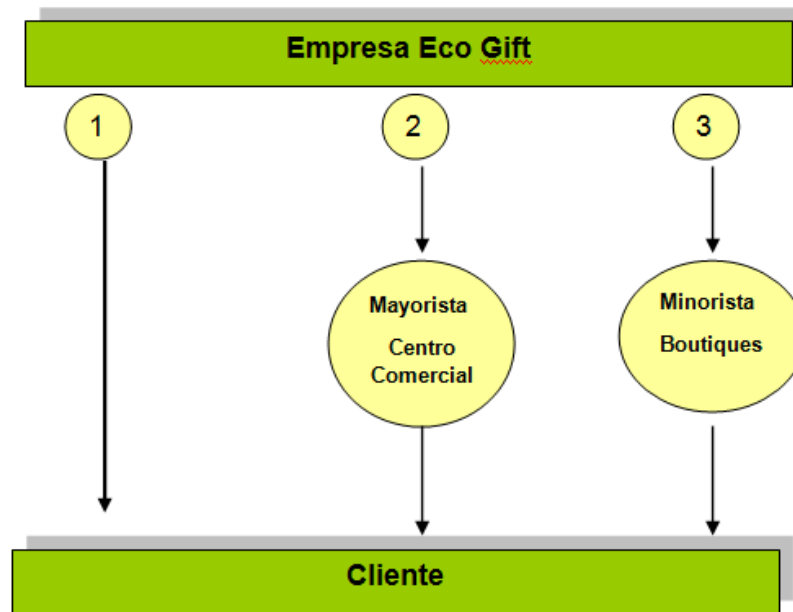 Empresa Eco Gift
1
2
3
Mayorista
Centro
Comercial
Minorista
Boutiques
Cliente